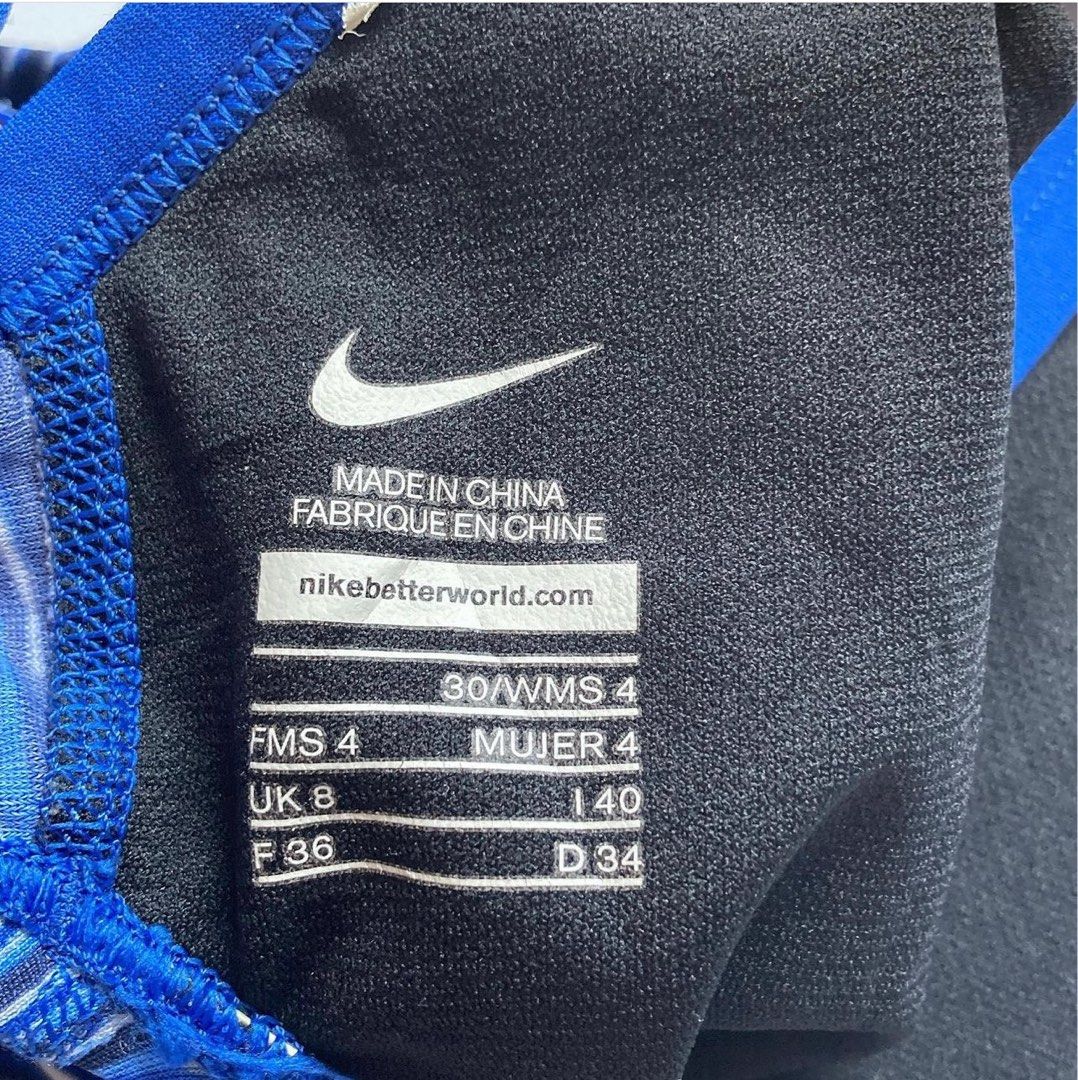 MADE IN CHINA
FABRIQUE EN CHINE
nikebetterworld.com
30/WMS 4
FMS 4 MUJER 4
UK 8 I 40
F 36 D 34